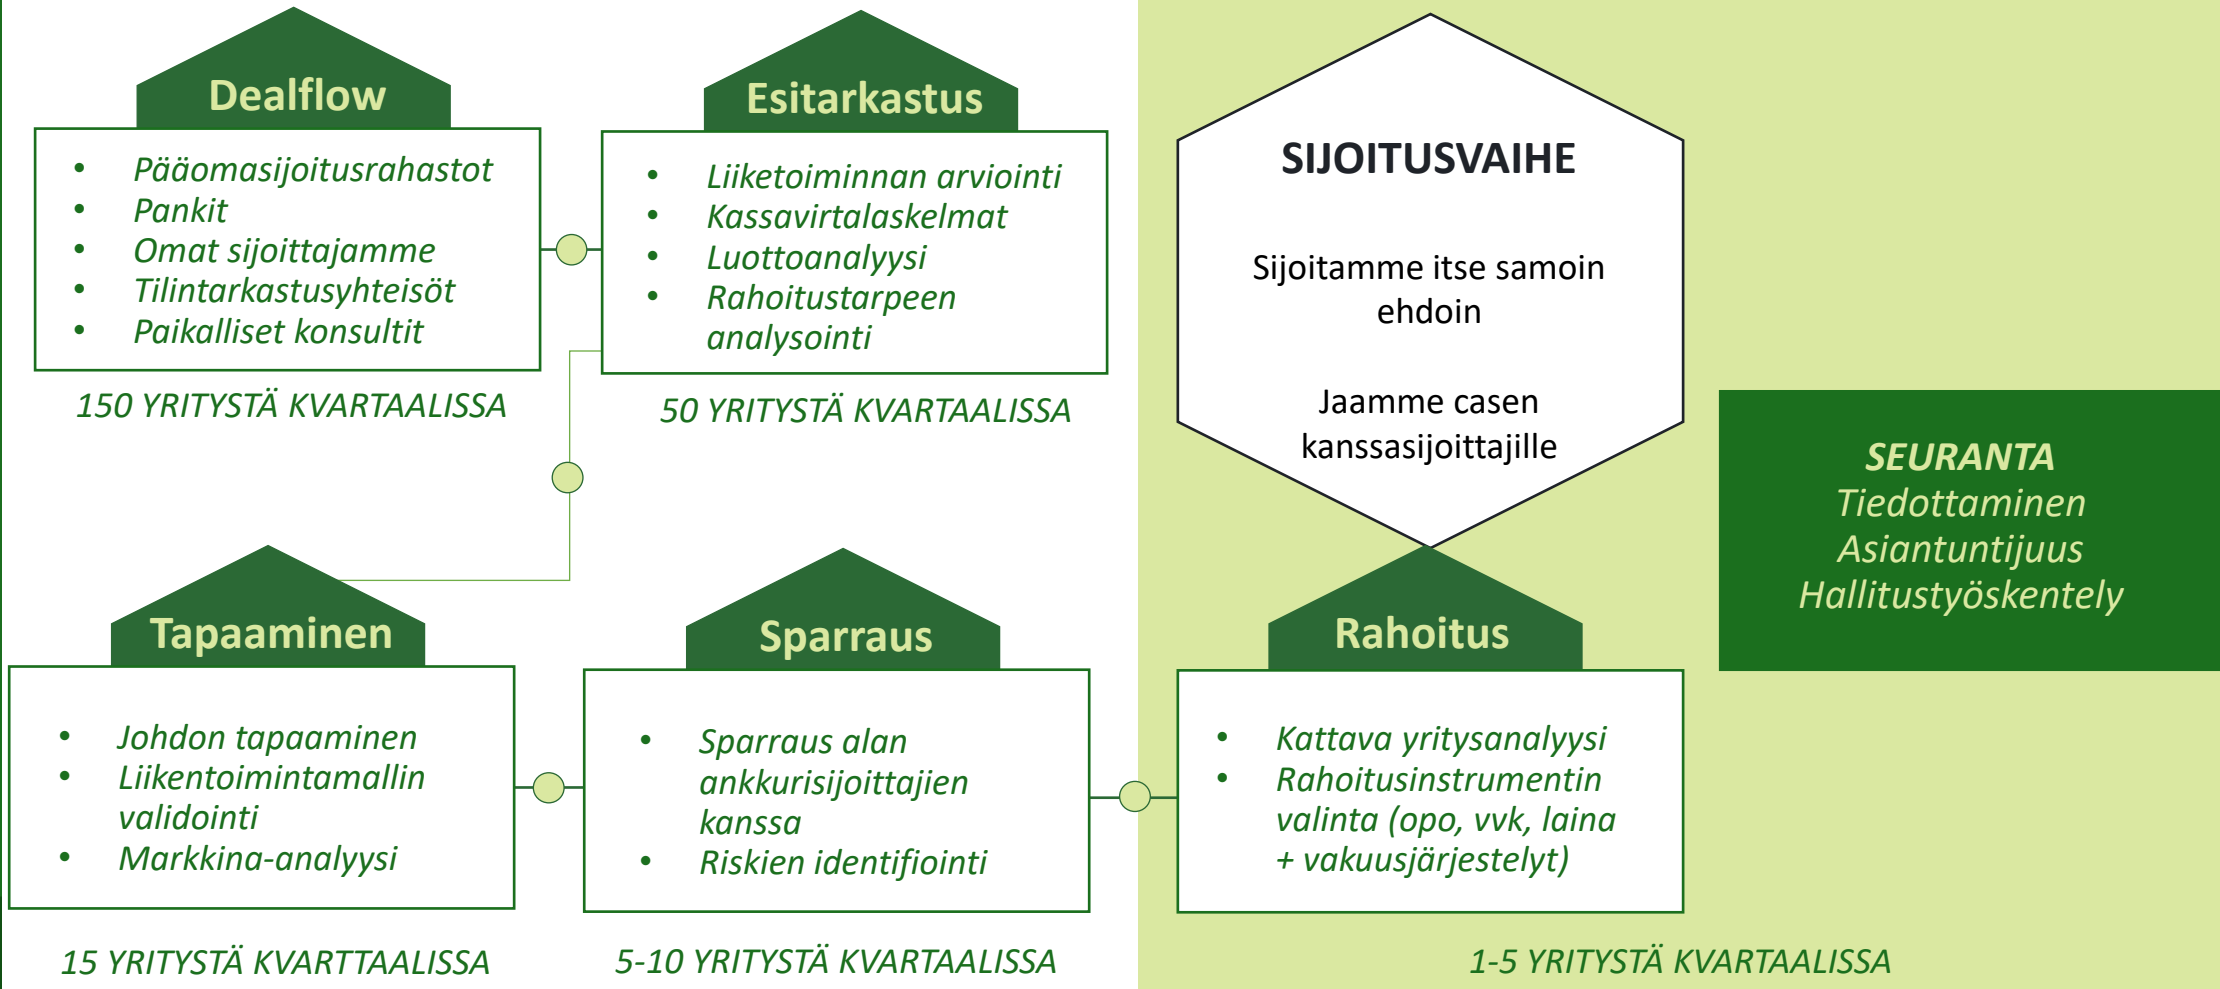 Dealflow
• Pääomasijoitusrahastot
• Pankit
• Omat sijoittajamme
• Tilintarkastusyhteisöt
• Paikalliset konsultit
150 YRITYSTÄ KVARTAALISSA
Esitarkastus
• Liiketoiminnan arviointi
• Kassavirtalaskelmat
• Luottoanalyysi
• Rahoitustarpeen
analysointi
50 YRITYSTÄ KVARTAALISSA
Tapaaminen
• Johdon tapaaminen
• Liikentoimintamallin
validointi
• Markkina-analyysi
15 YRITYSTÄ KVARTTAALISSA
Sparraus
• Sparraus alan
ankkurisijoittajien
kanssa
• Riskien identifiointi
5-10 YRITYSTÄ KVARTAALISSA
SIJOITUSVAIHE
Sijoitamme itse samoin
ehdoin
Jaamme casen
kanssasijoittajille
Rahoitus
• Kattava yritysanalyysi
• Rahoitusinstrumentin
valinta (opo, vvk, laina
+ vakuusjärjestelyt)
1-5 YRITYSTÄ KVARTAALISSA
SEURANTA
Tiedottaminen
Asiantuntijuus
Hallitustyöskentely